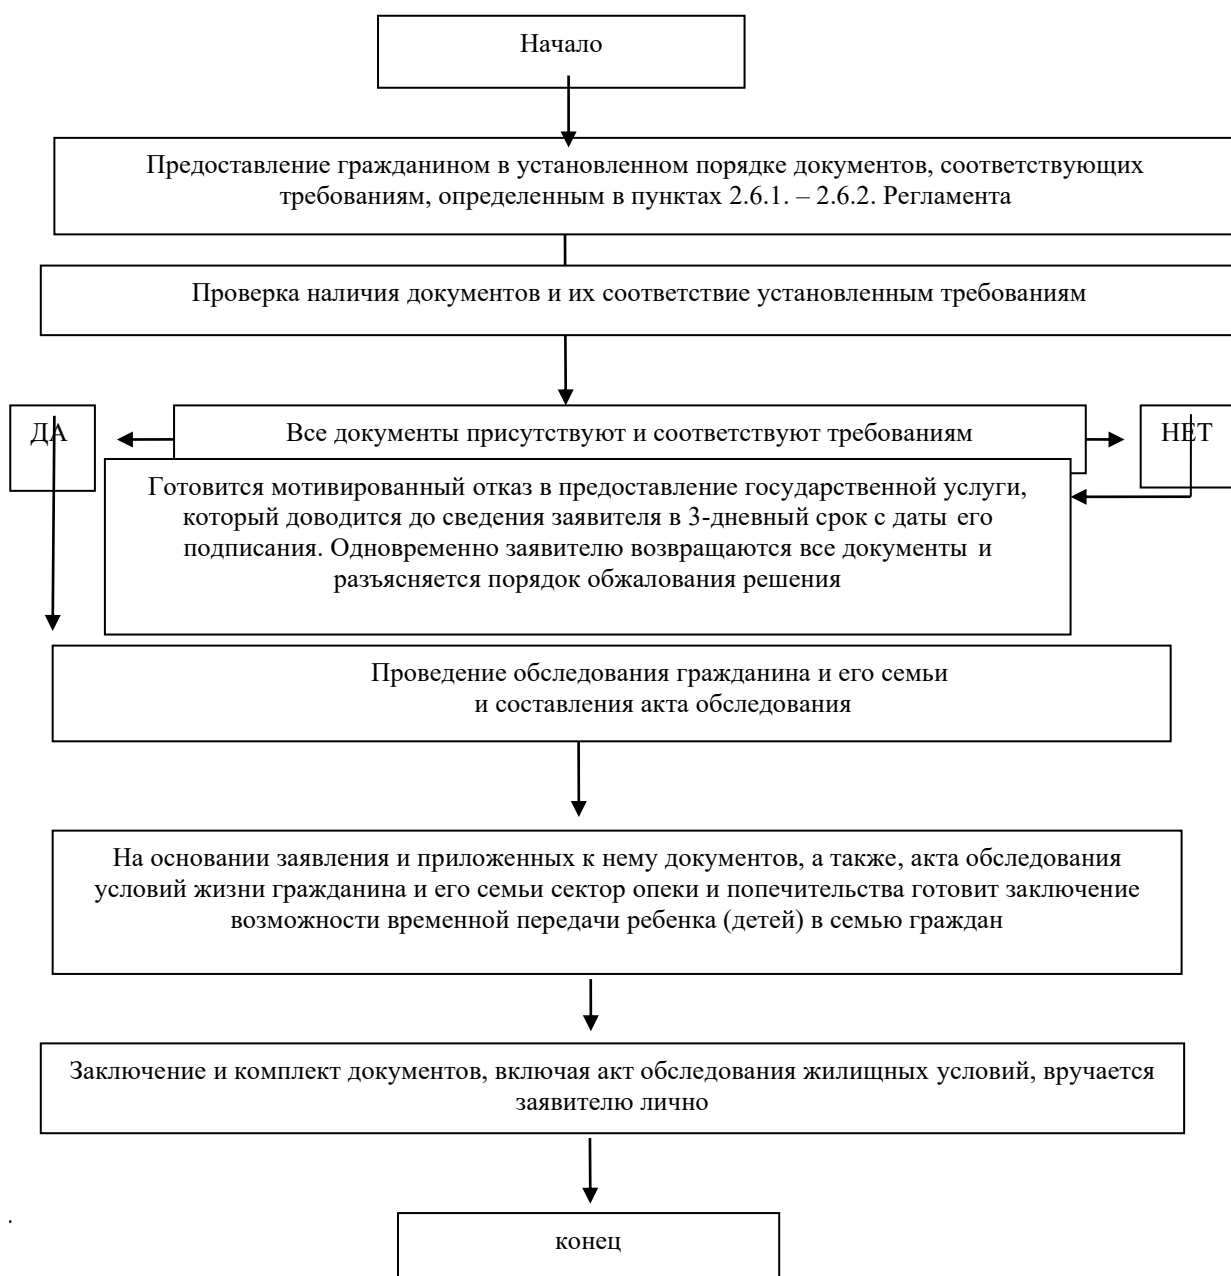 Начало
Предоставление гражданином в установленном порядке документов, соответствующих
требованиям, определенным в пунктах 2.6.1. – 2.6.2. Регламента
Проверка наличия документов и их соответствие установленным требованиям
ДА
Все документы присутствуют и соответствуют требованиям
НЕТ
Готовится мотивированный отказ в предоставление государственной услуги,
который доводится до сведения заявителя в 3-дневный срок с даты его
подписания. Одновременно заявителю возвращаются все документы и
разъясняется порядок обжалования решения
Проведение обследования гражданина и его семьи
и составления акта обследования
На основании заявления и приложенных к нему документов, а также, акта обследования
условий жизни гражданина и его семьи сектор опеки и попечительства готовит заключение
возможности временной передачи ребенка (детей) в семью граждан
Заключение и комплект документов, включая акт обследования жилищных условий, вручается
заявителю лично
.
конец